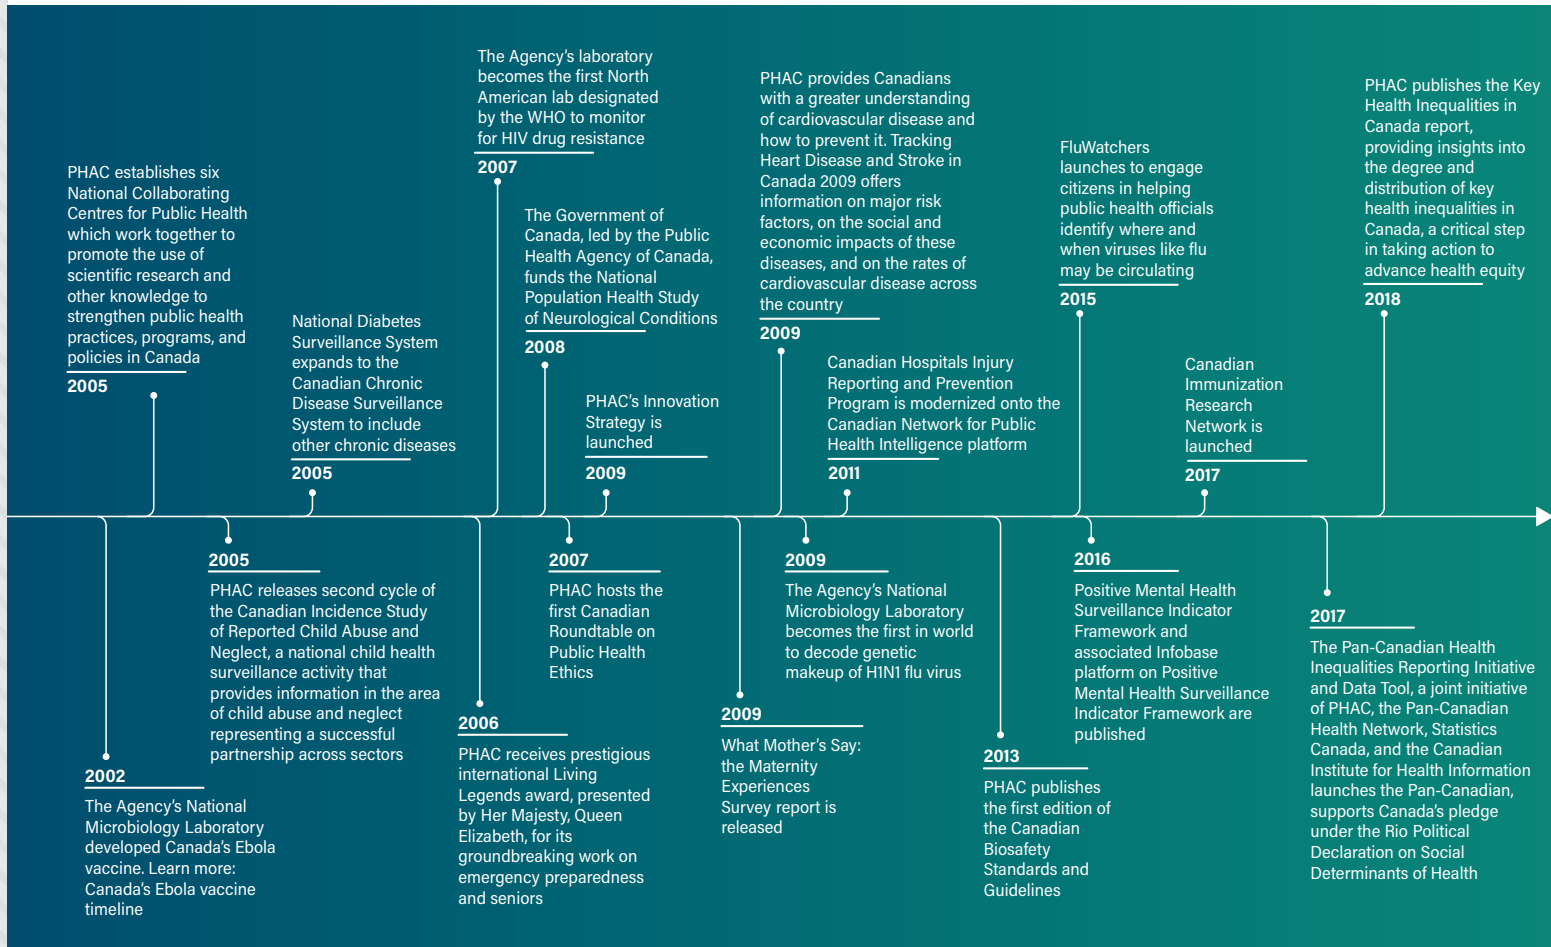 PHAC establishes six
National Collaborating
Centres for Public Health
which work together to
promote the use of
scientific research and
other knowledge to
strengthen public health
practices, programs, and
policies in Canada
2005
National Diabetes
Surveillance System
expands to the
Canadian Chronic
Disease Surveillance
System to include
other chronic diseases
2005
The Agency's laboratory
becomes the first North
American lab designated
by the WHO to monitor
for HIV drug resistance
2007
The Government of
Canada, led by the Public
Health Agency of Canada,
funds the National
Population Health Study
of Neurological Conditions
2008
PHAC's Innovation
Strategy is
launched
2009
PHAC provides Canadians
with a greater understanding
of cardiovascular disease and
how to prevent it. Tracking
Heart Disease and Stroke in
Canada 2009 offers
information on major risk
factors, on the social and
economic impacts of these
diseases, and on the rates of
cardiovascular disease across
the country
2009
Canadian Hospitals Injury
Reporting and Prevention
Program is modernized onto the
Canadian Network for Public
Health Intelligence platform
2011
FluWatchers
launches to engage
citizens in helping
public health officials
identify where and
when viruses like flu
may be circulating
2015
Canadian
Immunization
Research
Network is
launched
2017
PHAC publishes the Key
Health Inequalities in
Canada report,
providing insights into
the degree and
distribution of key
health inequalities in
Canada, a critical step
in taking action to
advance health equity
2018
2002
The Agency's National
Microbiology Laboratory
developed Canada's Ebola
vaccine. Learn more:
Canada's Ebola vaccine
timeline
2005
PHAC releases second cycle of
the Canadian Incidence Study
of Reported Child Abuse and
Neglect, a national child health
surveillance activity that
provides information in the area
of child abuse and neglect
representing a successful
partnership across sectors
2006
PHAC receives prestigious
international Living
Legends award, presented
by Her Majesty, Queen
Elizabeth, for its
groundbreaking work on
emergency preparedness
and seniors
2007
PHAC hosts the
first Canadian
Roundtable on
Public Health
Ethics
2009
What Mother's Say:
the Maternity
Experiences
Survey report is
released
2009
The Agency's National
Microbiology Laboratory
becomes the first in world
to decode genetic
makeup of H1N1 flu virus
2013
PHAC publishes
the first edition of
the Canadian
Biosafety
Standards and
Guidelines
2016
Positive Mental Health
Surveillance Indicator
Framework and
associated Infobase
platform on Positive
Mental Health Surveillance
Indicator Framework are
published
2017
The Pan-Canadian Health
Inequalities Reporting Initiative
and Data Tool, a joint initiative
of PHAC, the Pan-Canadian
Health Network, Statistics
Canada, and the Canadian
Institute for Health Information
launches the Pan-Canadian,
supports Canada's pledge
under the Rio Political
Declaration on Social
Determinants of Health